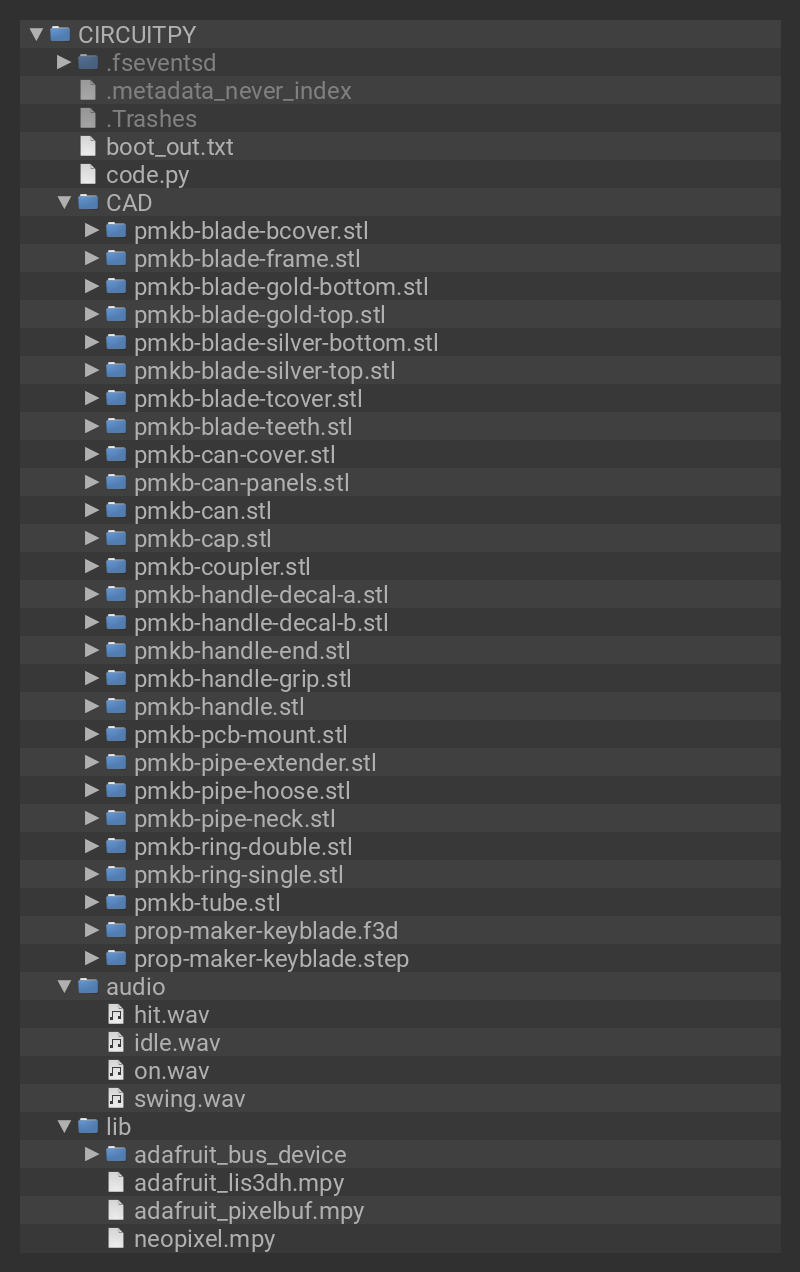 CIRCUITPY
.fseventsd
.metadata_never_index
.Trashes
boot_out.txt
code.py
CAD
pmkb-blade-bcover.stl
pmkb-blade-frame.stl
pmkb-blade-gold-bottom.stl
pmkb-blade-gold-top.stl
pmkb-blade-silver-bottom.stl
pmkb-blade-silver-top.stl
pmkb-blade-tcover.stl
pmkb-blade-teeth.stl
pmkb-can-cover.stl
pmkb-can-panels.stl
pmkb-can.stl
pmkb-cap.stl
pmkb-coupler.stl
pmkb-handle-decal-a.stl
pmkb-handle-decal-b.stl
pmkb-handle-end.stl
pmkb-handle-grip.stl
pmkb-handle.stl
pmkb-pcb-mount.stl
pmkb-pipe-extender.stl
pmkb-pipe-hoose.stl
pmkb-pipe-neck.stl
pmkb-ring-double.stl
pmkb-ring-single.stl
pmkb-tube.stl
prop-maker-keyblade.f3d
prop-maker-keyblade.step
audio
hit.wav
idle.wav
on.wav
swing.wav
lib
adafruit_bus_device
adafruit_lis3dh.mpy
adafruit_pixelbuf.mpy
neopixel.mpy